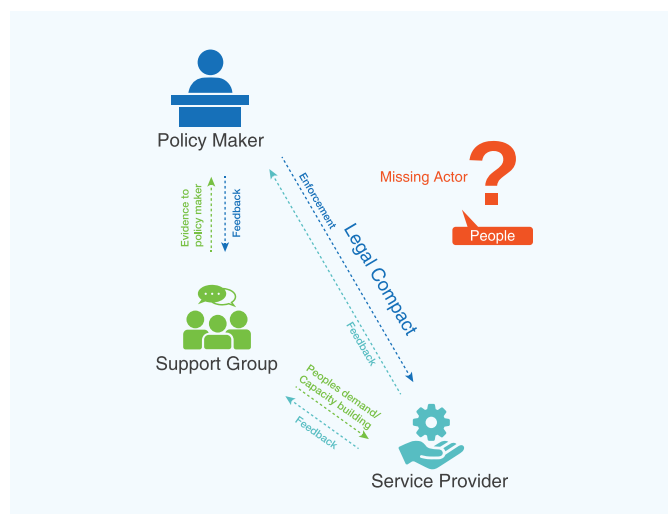 Policy Maker
Missing Actor
?
People
Evidence to
policy maker
Feedback
Enforcement
Legal Compact
Feedback
Support Group
Peoples demand/
Capacity building
Feedback
Service Provider